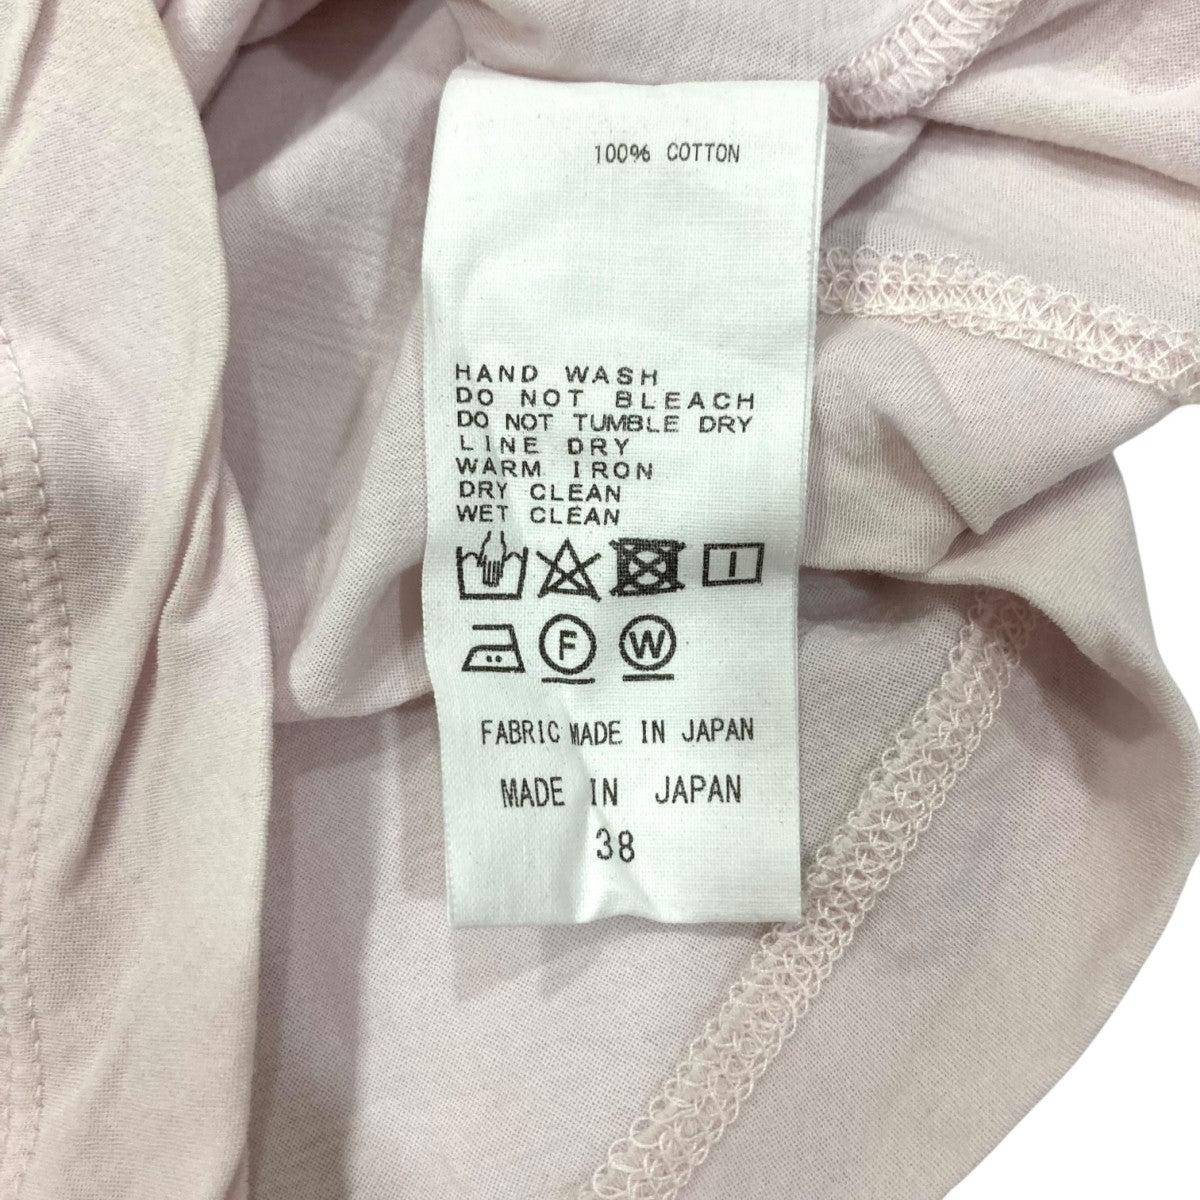 100% COTTON
HAND WASH
DO NOT BLEACH
DO NOT TUMBLE DRY
LINE DRY
WARM IRON
DRY CLEAN
WET CLEAN
F W
FABRIC MADE IN JAPAN
MADE IN JAPAN
38